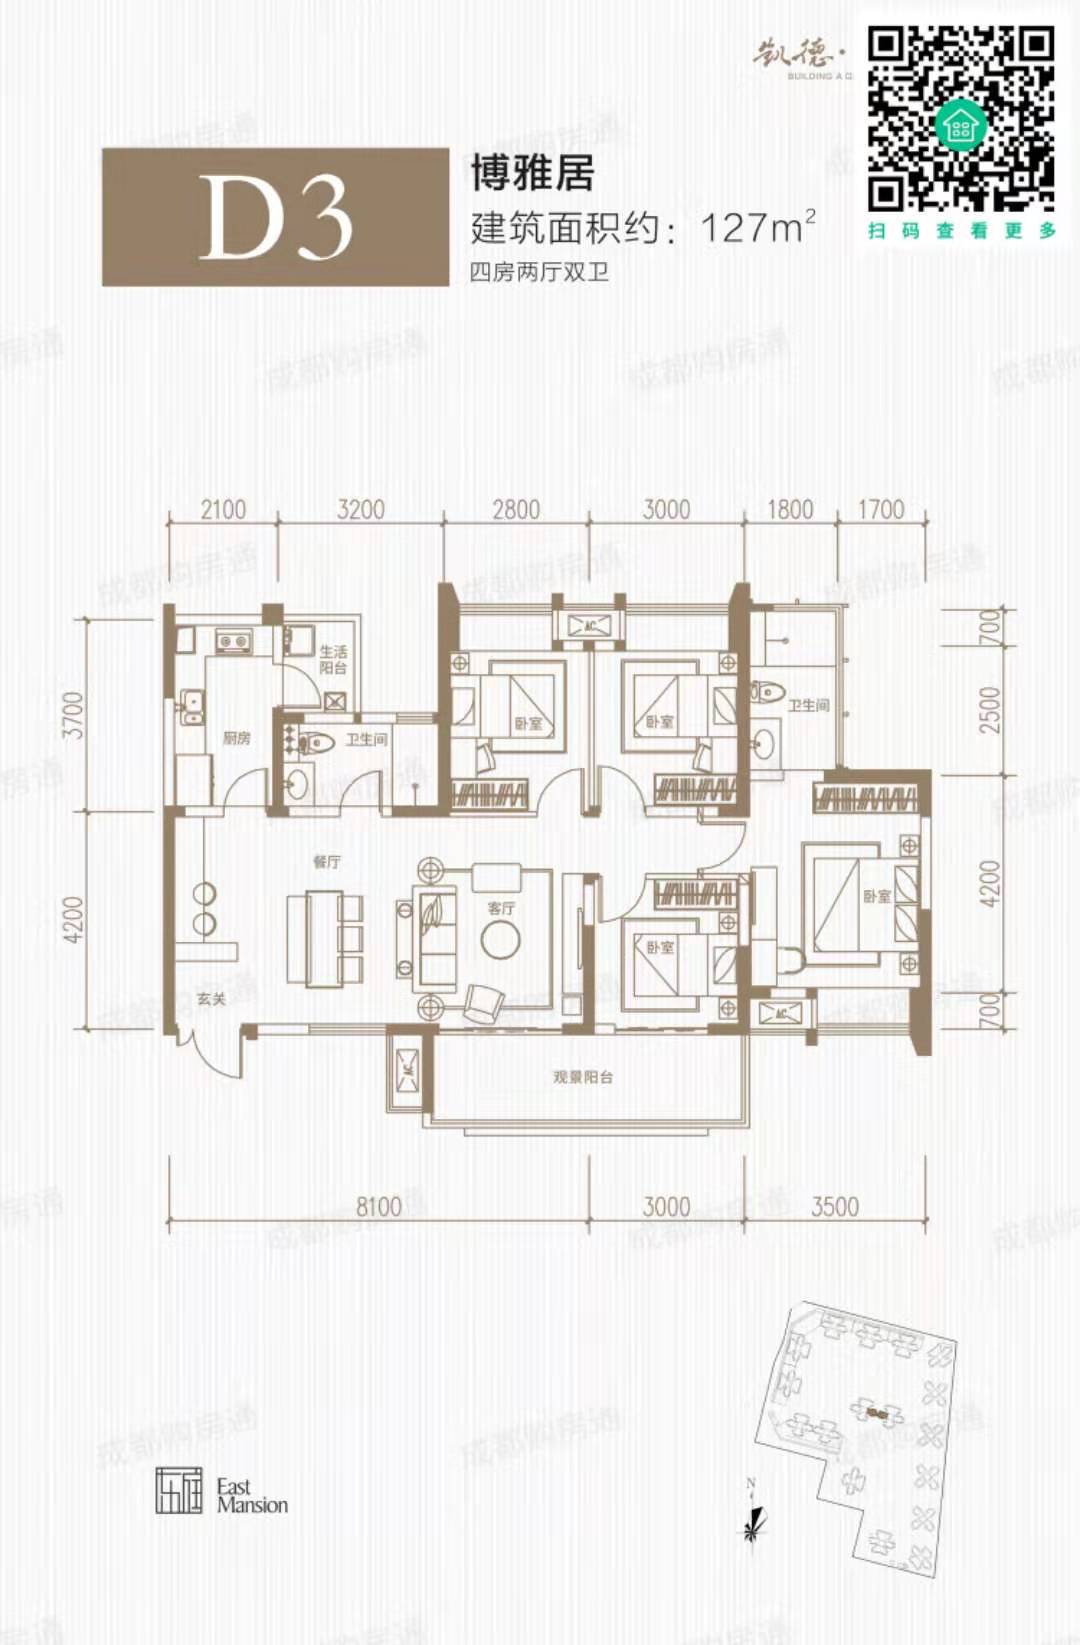 凯德·
BUILDING A G
扫码查看更多
D3
博雅居
建筑面积约：127m²
四房两厅双卫
2100 3200 2800 3000 1800 1700
3700
4200
700
2500
4200
700
AC
生活
阳台
卧室
卧室
卫生间
厨房
卫生间
餐厅
客厅
卧室
卧室
玄关
AC
AC
观景阳台
8100 3000 3500
N
East
Mansion
成都购房通